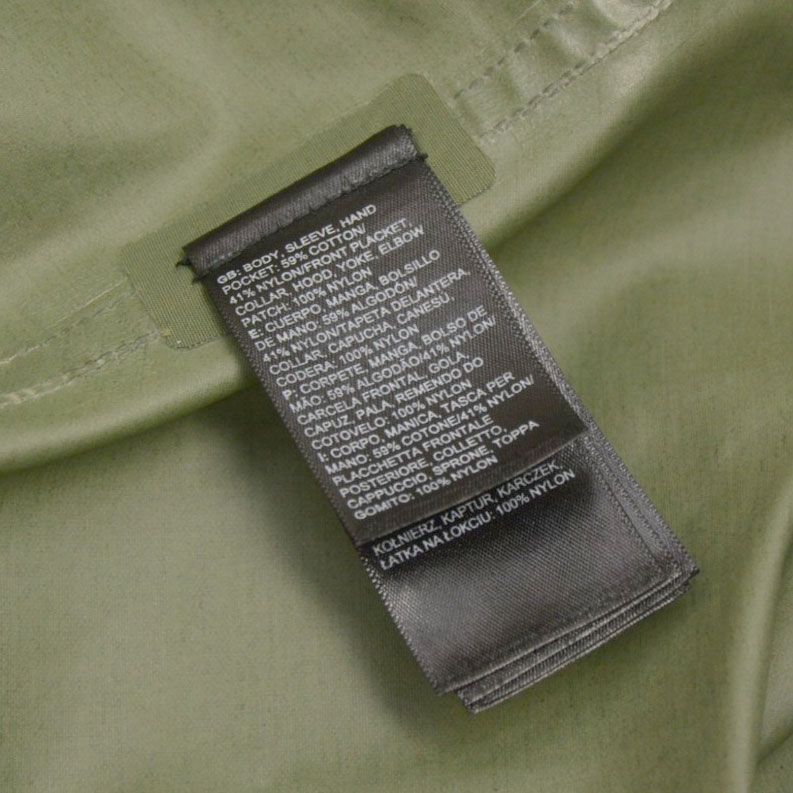 GB: BODY, SLEEVE, HAND
POCKET: 59% COTTON/
41% NYLON/FRONT PLACKET,
COLLAR, HOOD, YOKE, ELBOW
PATCH: 100% NYLON
E: CUERPO, MANGA, BOLSILLO
DE MANO: 59% ALGODÓN/
41% NYLON/TAPETA DELANTERA,
COLLAR, CAPUCHA, CANESÚ,
CODERA: 100% NYLON
P: CORPETE, MANGA, BOLSO DE
MÃO: 59% ALGODÃO/41% NYLON/
CARCELA FRONTAL, GOLA,
CAPUZ, PALA, REMENDO DO
COTOVELO: 100% NYLON
I: CORPO, MANICA, TASCA PER
MANO: 59% COTONE/41% NYLON/
PLACCHETTA FRONTALE
POSTERIORE, COLLETTO,
CAPPUCCIO, SPRONE, TOPPA
GOMITO: 100% NYLON
KOŁNIERZ, KAPTUR, KARCZEK,
ŁATKA NA ŁOKCIU: 100% NYLON